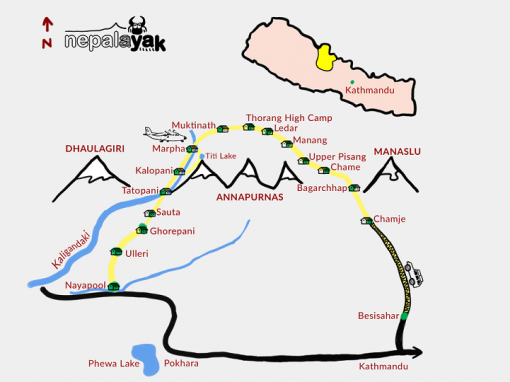 N
nepalayak
Kathmandu
Thorang High Camp
Muktinath
Ledar
Manang
Marpha
Titi Lake
Upper Pisang
DHAULAGIRI
MANASLU
Kalopani
Chame
Tatopani
ANNAPURNAS
Bagarchhap
Sauta
Chamje
Ghorepani
Kaligandaki
Ulleri
Nayapool
Besisahar
Phewa Lake
Pokhara
Kathmandu